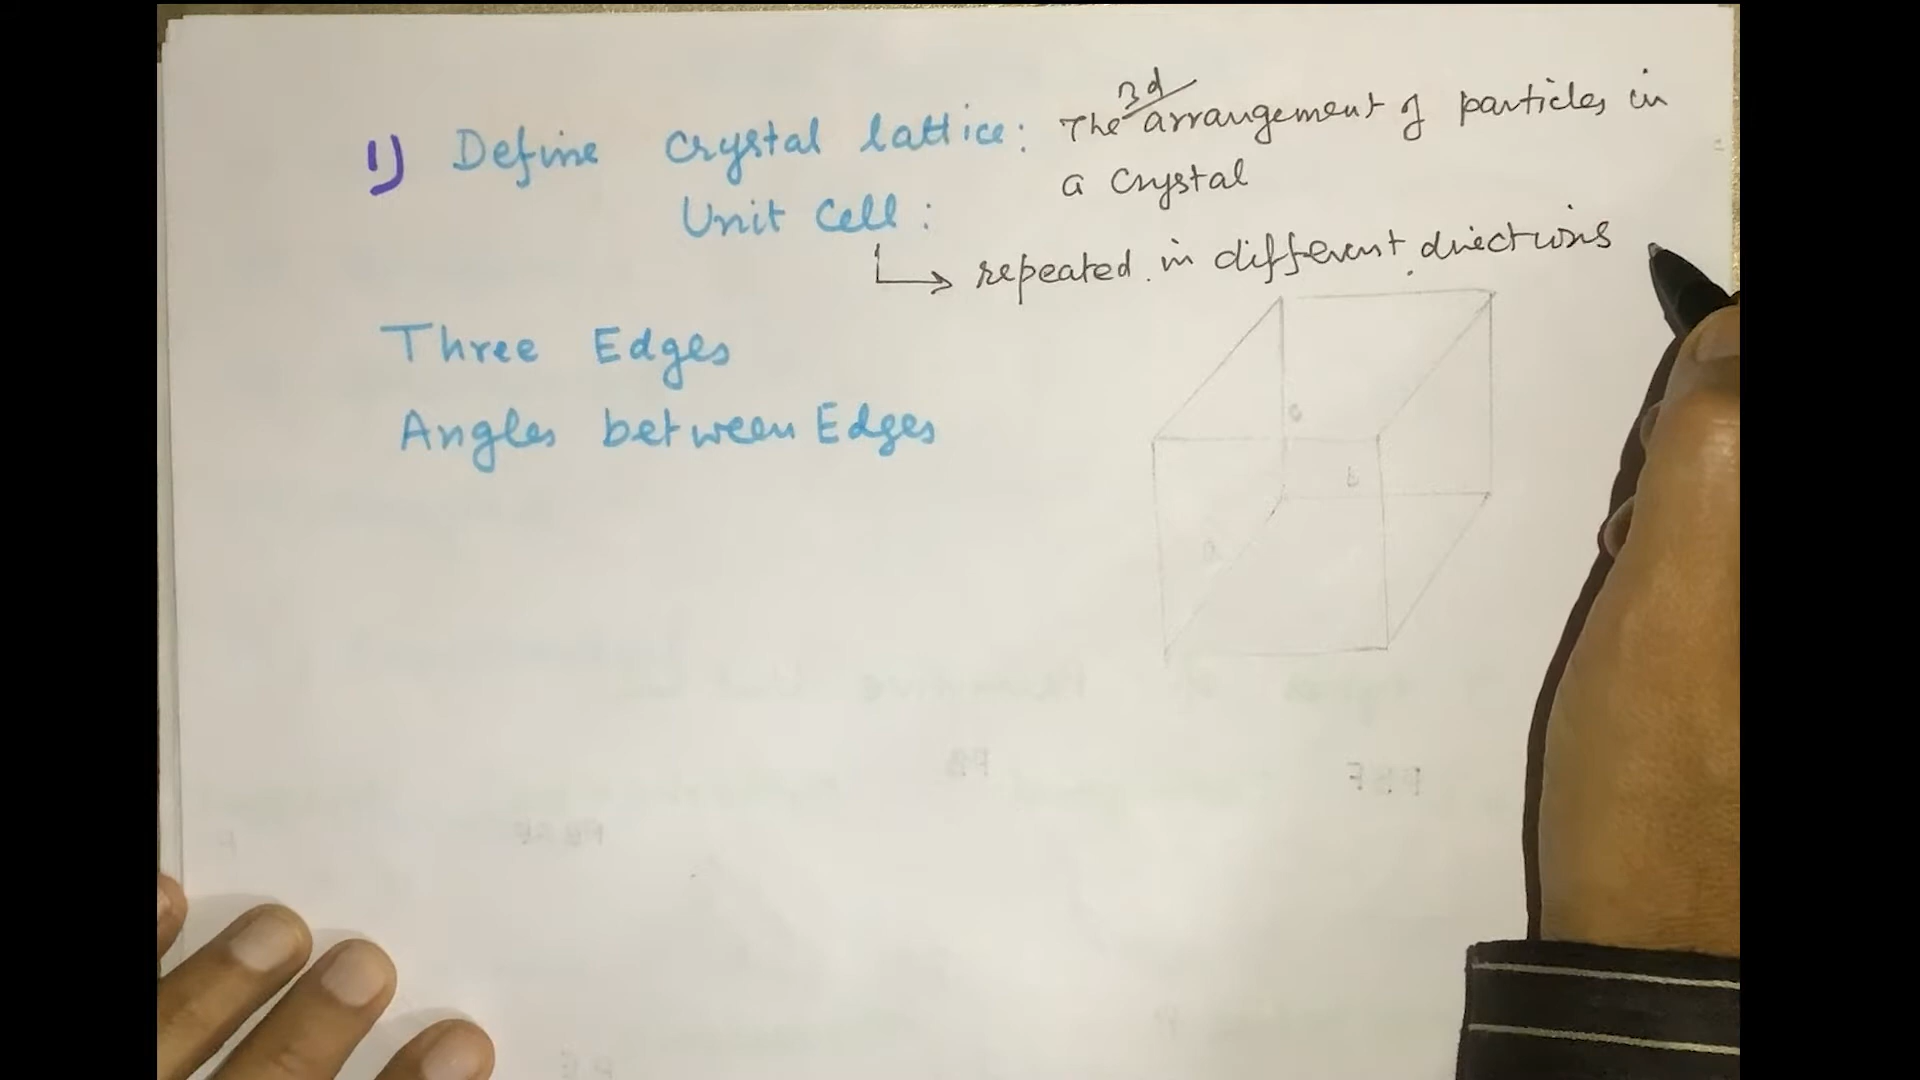 1) Define Crystal lattice: The 3d arrangement of particles in
a Crystal
Unit Cell:
repeated in different directions
Three Edges
Angles between Edges
c
b
a